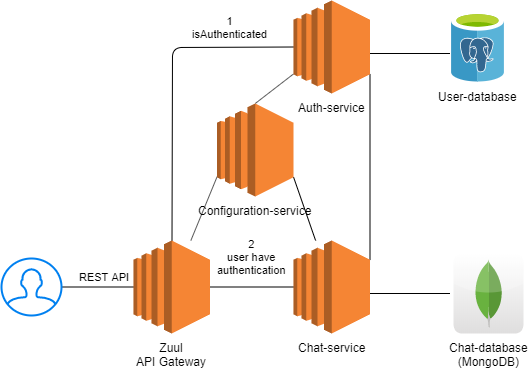 1
isAuthenticated
User-database
Auth-service
Configuration-service
2
user have
authentication
REST API
Zuul
API Gateway
Chat-service
Chat-database
(MongoDB)